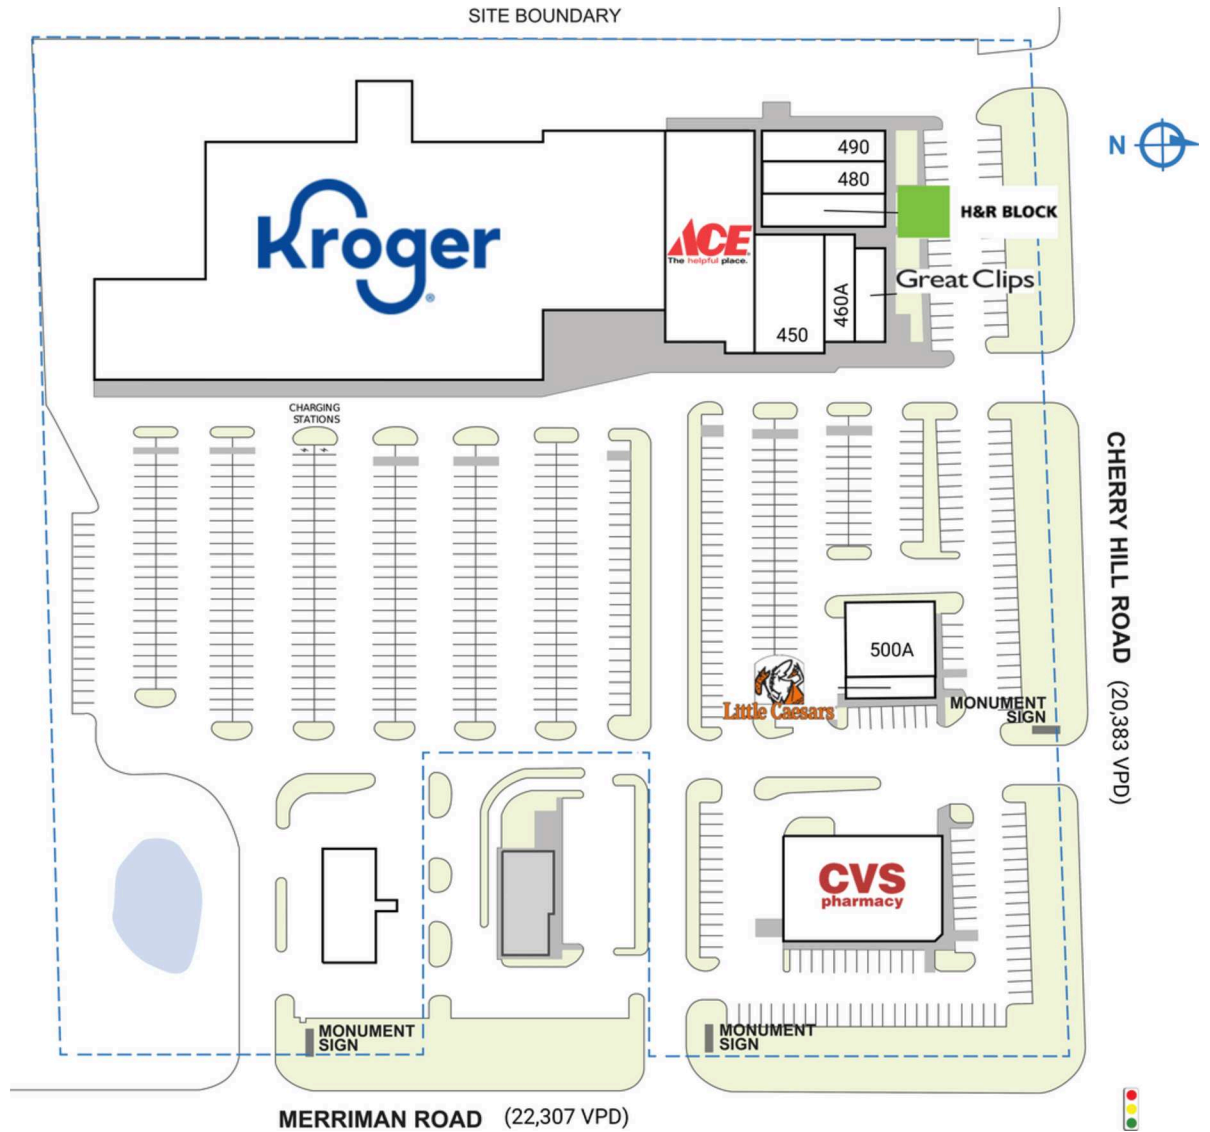 SITE BOUNDARY
N
490
480
H&R BLOCK
Kroger
®
ACE
The helpful place.
Great Clips
460A
450
CHARGING
STATIONS
CHERRY HILL ROAD (20,383 VPD)
500A
Little Caesars
MONUMENT
SIGN
CVS
pharmacy
MONUMENT
SIGN
MONUMENT
SIGN
MERRIMAN ROAD (22,307 VPD)